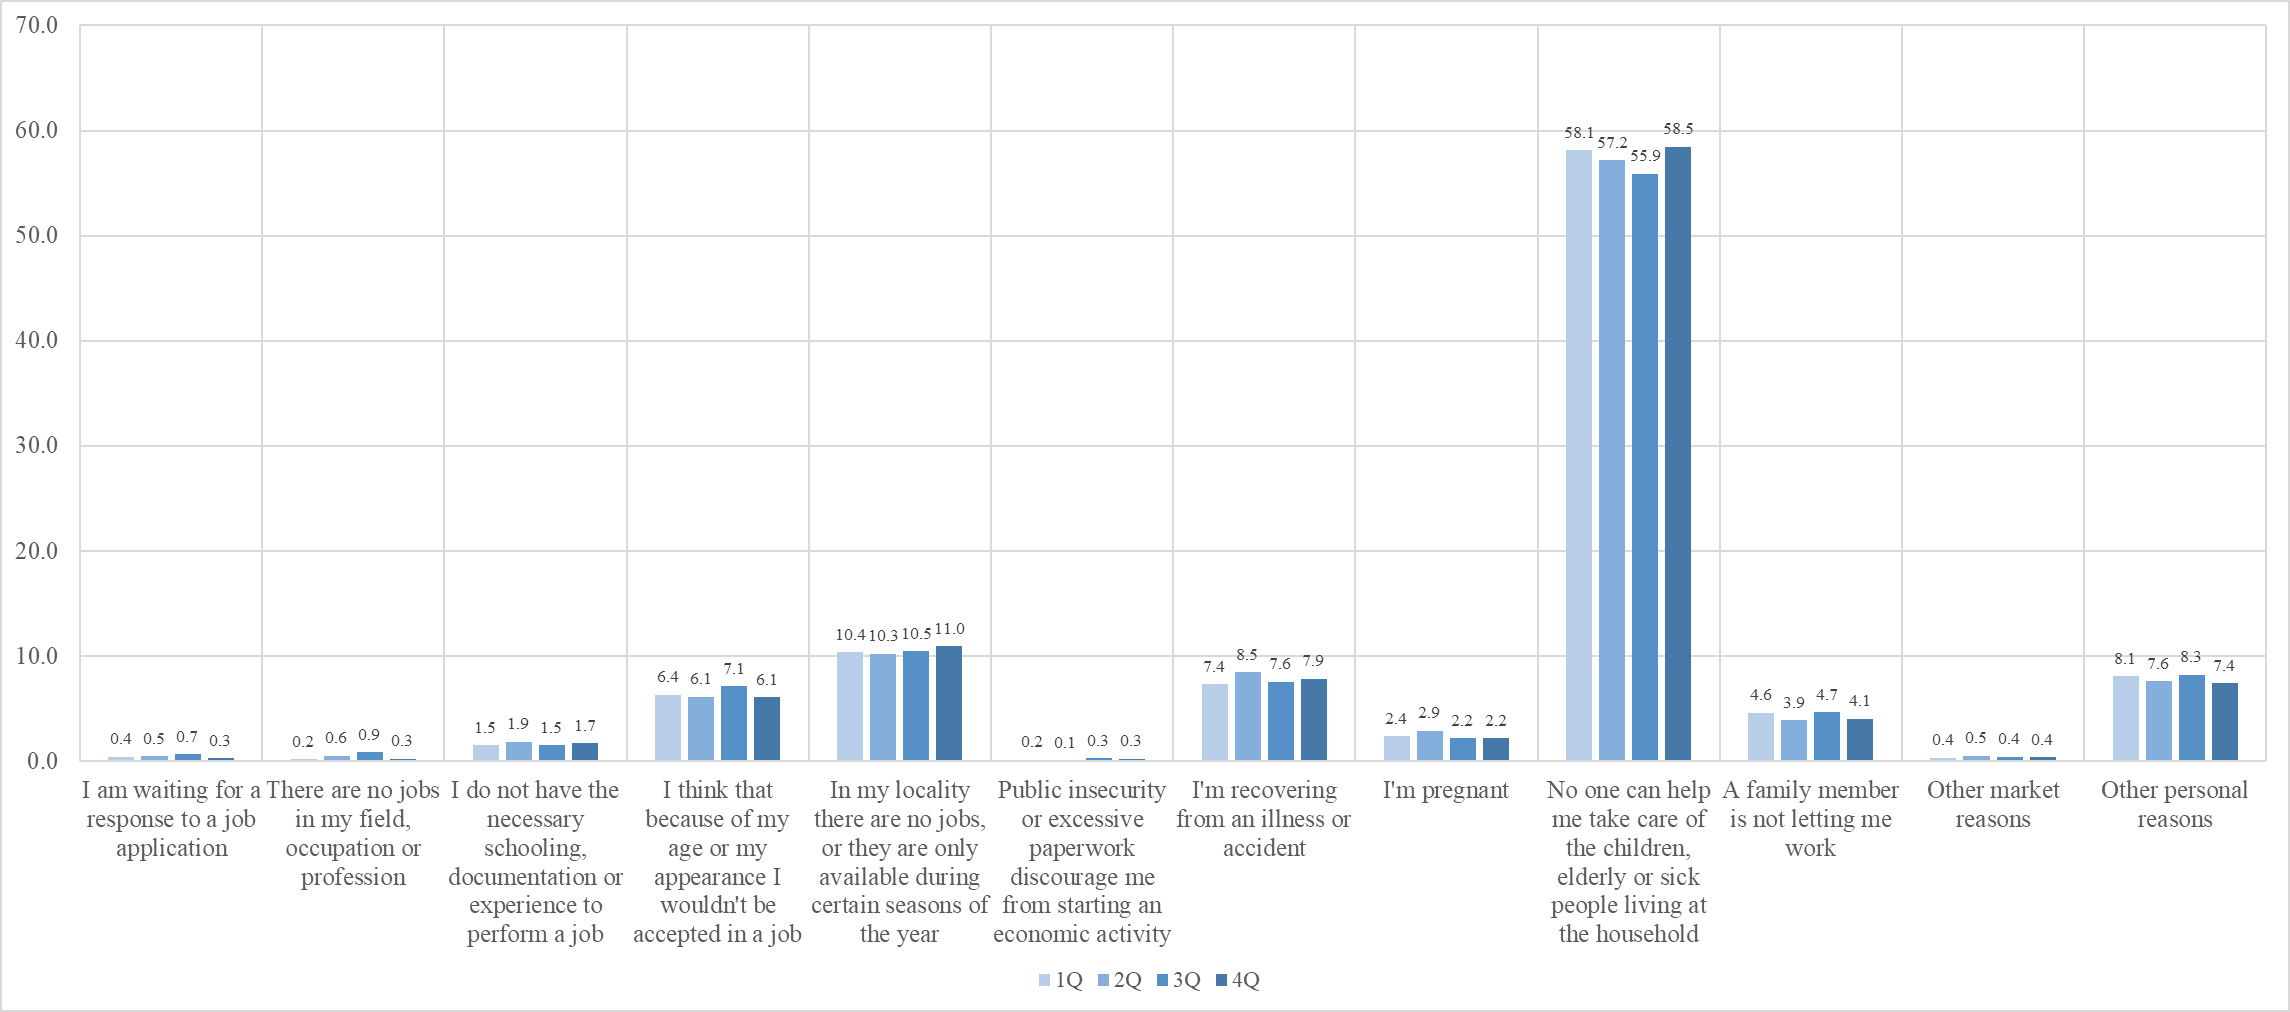 70.0
60.0
50.0
40.0
30.0
20.0
10.0
0.0
0.4 0.5 0.7 0.3
0.2 0.6 0.9 0.3
1.5 1.9 1.5 1.7
6.4 6.1 7.1 6.1
10.4 10.3 10.5 11.0
0.2 0.1 0.3 0.3
7.4 8.5 7.6 7.9
2.4 2.9 2.2 2.2
58.1 57.2 55.9 58.5
4.6 3.9 4.7 4.1
0.4 0.5 0.4 0.4
8.1 7.6 8.3 7.4
I am waiting for a
response to a job
application
There are no jobs
in my field,
occupation or
profession
I do not have the
necessary
schooling,
documentation or
experience to
perform a job
I think that
because of my
age or my
appearance I
wouldn't be
accepted in a job
In my locality
there are no jobs,
or they are only
available during
certain seasons of
the year
Public insecurity
or excessive
paperwork
discourage me
from starting an
economic activity
I'm recovering
from an illness or
accident
I'm pregnant
No one can help
me take care of
the children,
elderly or sick
people living at
the household
A family member
is not letting me
work
Other market
reasons
Other personal
reasons
1Q 2Q 3Q 4Q